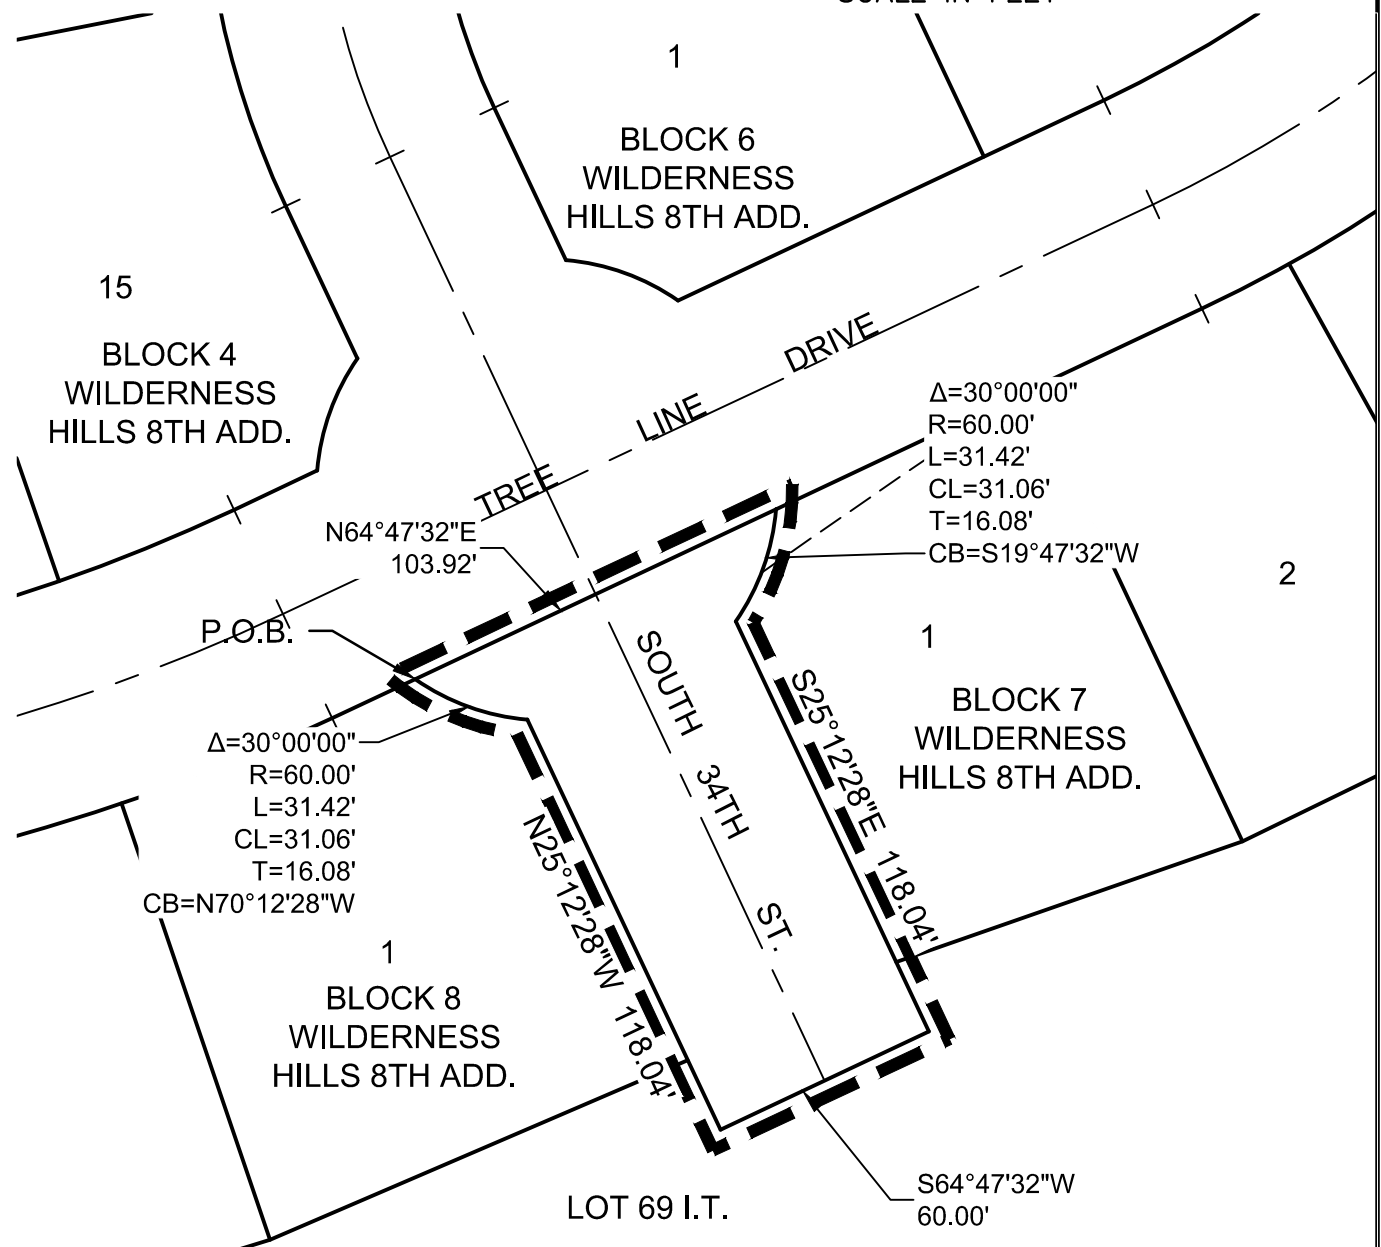 1
BLOCK 6
WILDERNESS
HILLS 8TH ADD.
15
BLOCK 4
WILDERNESS
HILLS 8TH ADD.
TREE LINE DRIVE
Δ=30°00'00"
R=60.00'
L=31.42'
CL=31.06'
T=16.08'
CB=S19°47'32"W
N64°47'32"E
103.92'
P.O.B.
2
1
BLOCK 7
WILDERNESS
HILLS 8TH ADD.
SOUTH 34TH ST.
S25°12'28"E 118.04'
Δ=30°00'00"
R=60.00'
L=31.42'
CL=31.06'
T=16.08'
CB=N70°12'28"W
N25°12'28"W 118.04'
1
BLOCK 8
WILDERNESS
HILLS 8TH ADD.
LOT 69 I.T.
S64°47'32"W
60.00'